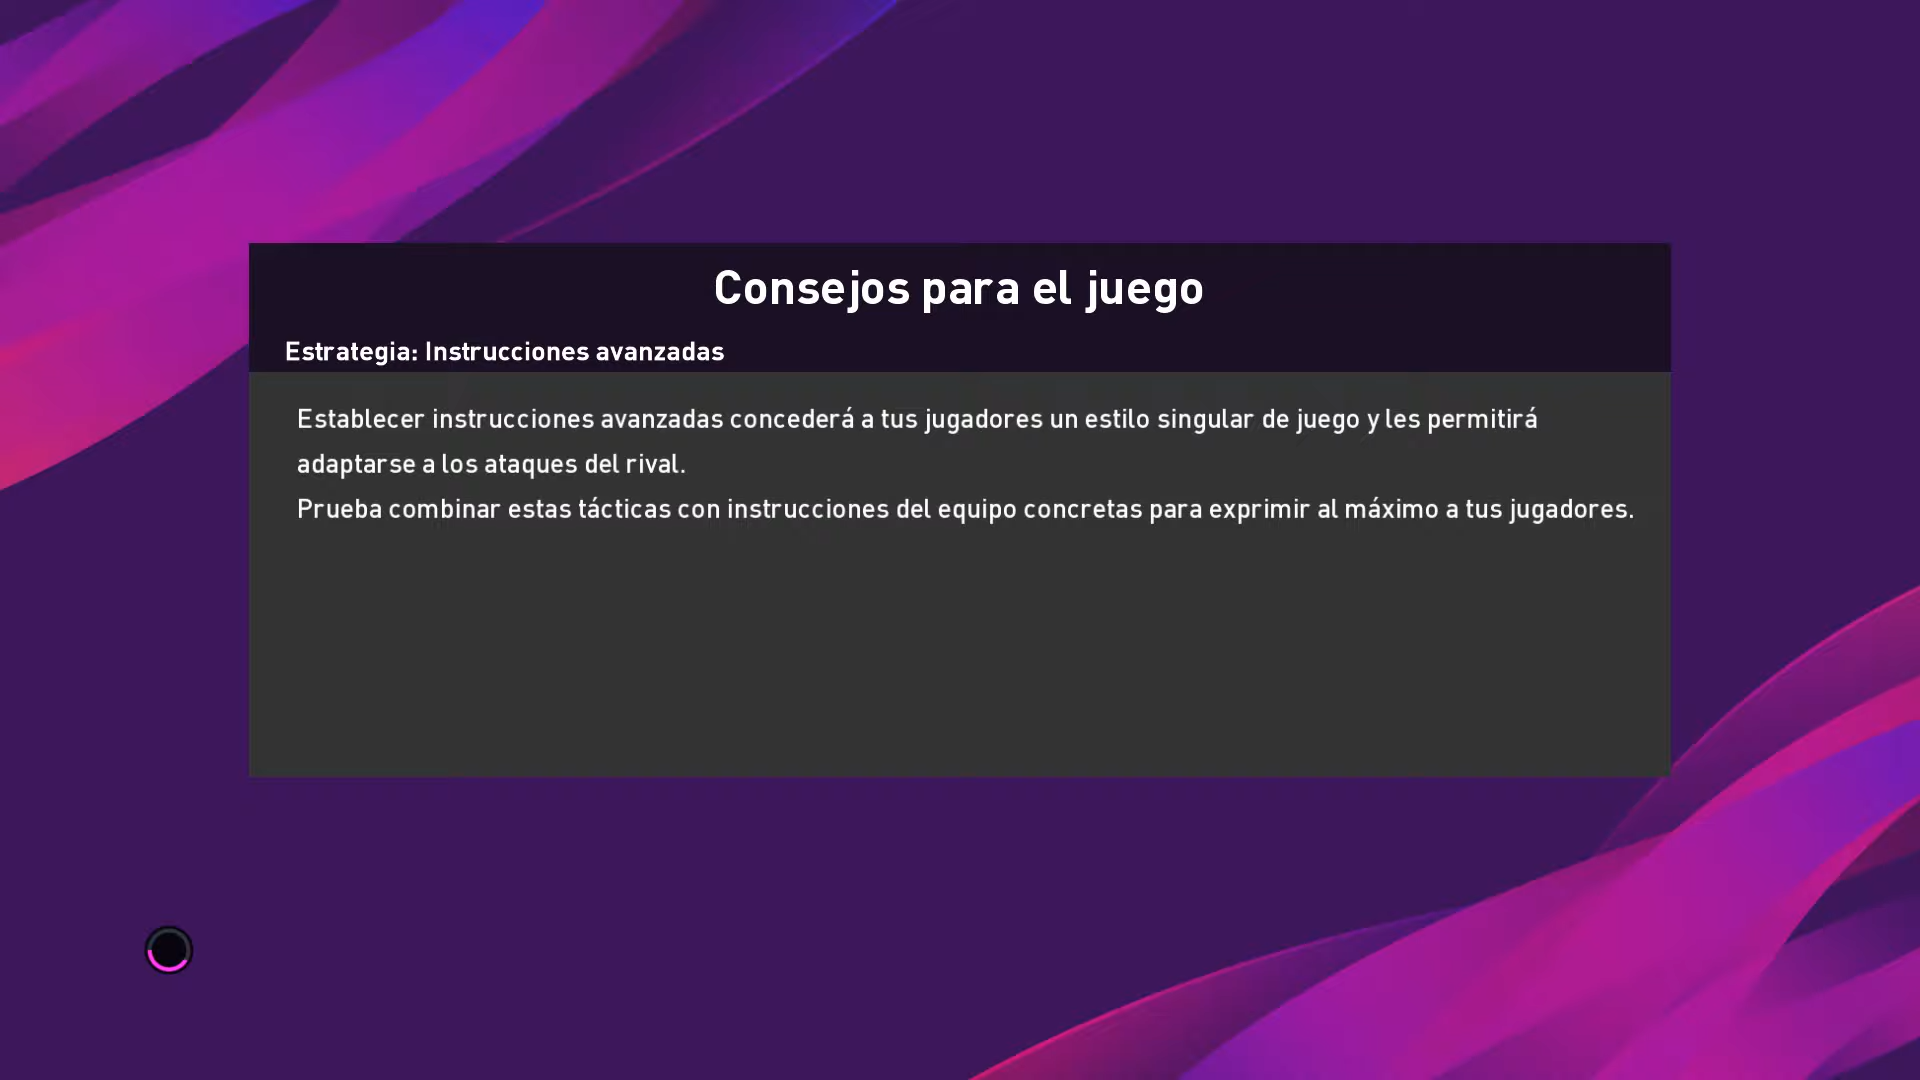 Consejos para el juego
Estrategia: Instrucciones avanzadas
Establecer instrucciones avanzadas concederá a tus jugadores un estilo singular de juego y les permitirá
adaptarse a los ataques del rival.
Prueba combinar estas tácticas con instrucciones del equipo concretas para exprimir al máximo a tus jugadores.